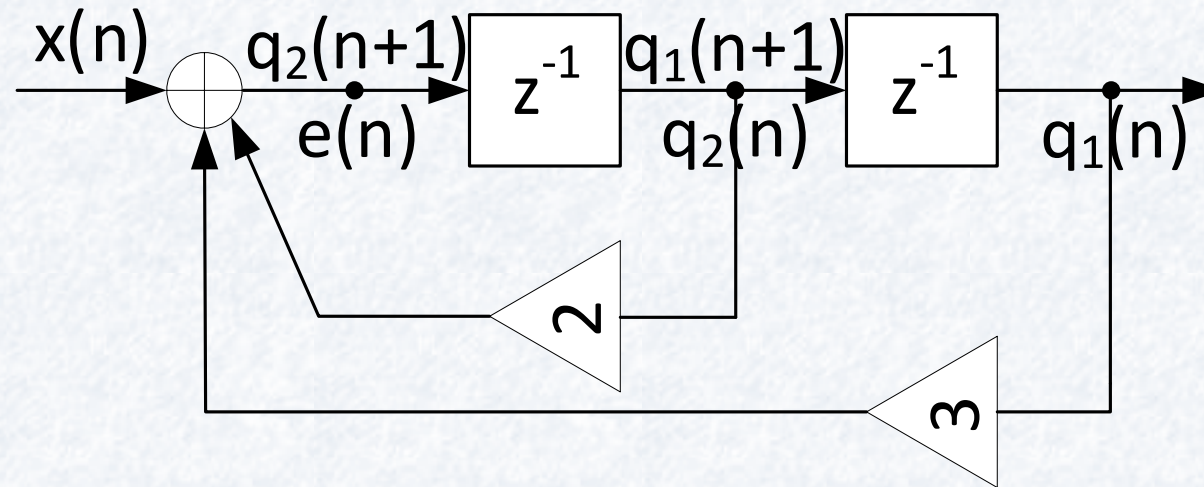 x(n)
q₂(n+1)
e(n)
z⁻¹
q₁(n+1)
q₂(n)
z⁻¹
q₁(n)
2
3